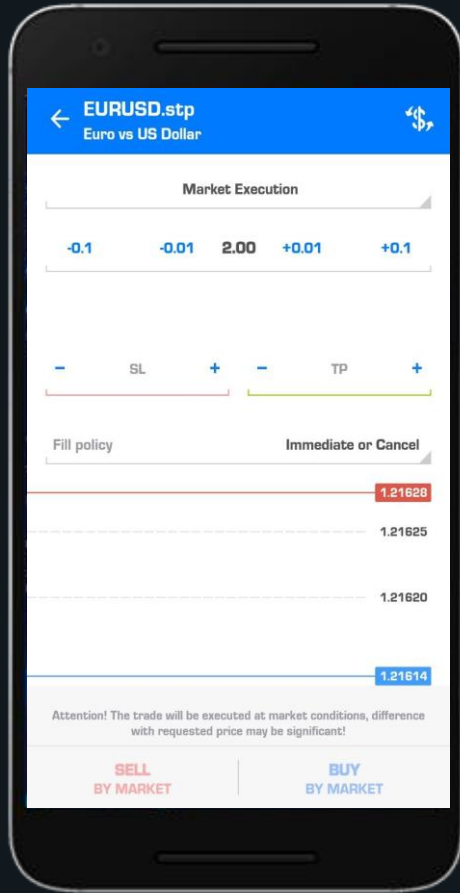 EURUSD.stp
Euro vs US Dollar
Market Execution
-0.1 -0.01 2.00 +0.01 +0.1
− SL + − TP +
Fill policy Immediate or Cancel
1.21628
1.21625
1.21620
1.21614
Attention! The trade will be executed at market conditions, difference
with requested price may be significant!
SELL BUY
BY MARKET BY MARKET